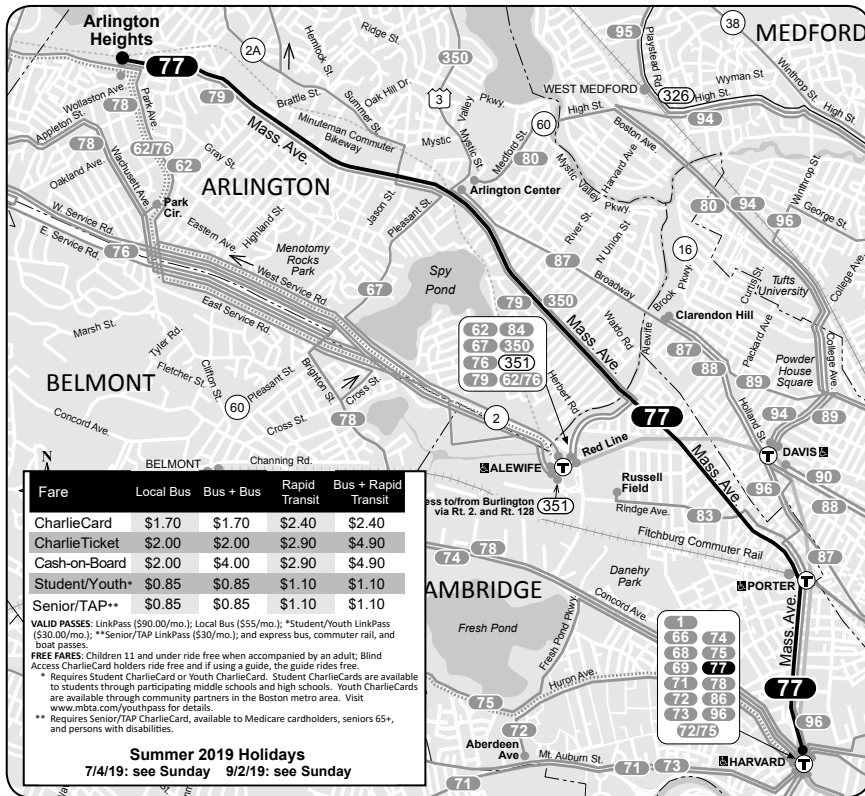 Arlington
Heights
77
2A
Hemlock St.
Ridge St.
350
95
Playstead Rd
38
MEDFORD
Wyman St
Winthrop St.
WEST MEDFORD
326
High St.
High St.
High St
94
Wollaston Ave.
78
79
Brattle St.
Summer St.
Oak Hill Dr.
3
Valley
Pkwy.
60
Boston Ave.
Park Ave
Minuteman Commuter
Bikeway
Mass. Ave.
Mystic
Mystic St.
Medford St.
80
Harvard Ave
Mystic Valley
Pkwy.
Appleton St.
78
62/76
62
Gray St.
Oakland Ave.
Wachusett Ave
ARLINGTON
Arlington Center
80
94
96
Winthrop St.
George St.
Park
Cir.
W. Service Rd.
E. Service Rd.
76
Eastern Ave.
Highland St.
Jason St.
Pleasant St.
River St.
N Union St.
87
Broadway
16
College Ave.
Menotomy
Rocks
Park
West Service Rd.
East Service Rd.
67
Spy
Pond
79
350
Mass. Ave.
Waldo Rd
Alewife
Brook
Pkwy
Curtis St.
Tufts
University
Clarendon Hill
Packard Ave
Marsh St.
Tyler Rd.
Fletcher St.
Clifton St.
Pleasant St.
Brighton St.
Cross St.
Cross St.
60
78
BELMONT
Concord Ave.
62 84
67 350
76 351
79 62/76
Herbert Rd
87
88
Powder
House
Square
College Ave.
89
Holland St.
94
89
2
77
Channing Rd.
BELMONT
N
ALEWIFE
T
Red Line
DAVIS
T
Mass. Ave.
96
90
88
ess to/from Burlington
via Rt. 2. and Rt. 128
351
Russell
Field
Rindge Ave.
83
Fitchburg Commuter Rail
87
74
78
AMBRIDGE
Danehy
Park
PORTER
T
Concord Ave.
Fresh Pond
Fresh Pond Pkwy.
Huron Ave.
75
72
Aberdeen
Ave
Mt. Auburn St.
71
71
73
1
66 74
68 75
69 77
71 78
72 86
73 96
72/75
Mass. Ave.
77
96
HARVARD
T
Fare Local Bus Bus + Bus Rapid Transit Bus + Rapid Transit
CharlieCard $1.70 $1.70 $2.40 $2.40
CharlieTicket $2.00 $2.00 $2.90 $4.90
Cash-on-Board $2.00 $4.00 $2.90 $4.90
Student/Youth* $0.85 $0.85 $1.10 $1.10
Senior/TAP** $0.85 $0.85 $1.10 $1.10
VALID PASSES: LinkPass ($90.00/mo.); Local Bus ($55/mo.); *Student/Youth LinkPass
($30.00/mo.); **Senior/TAP LinkPass ($30/mo.); and express bus, commuter rail, and
boat passes.
FREE FARES: Children 11 and under ride free when accompanied by an adult; Blind
Access CharlieCard holders ride free and if using a guide, the guide rides free.
* Requires Student CharlieCard or Youth CharlieCard. Student CharlieCards are available
to students through participating middle schools and high schools. Youth CharlieCards
are available through community partners in the Boston metro area. Visit
www.mbta.com/youthpass for details.
** Requires Senior/TAP CharlieCard, available to Medicare cardholders, seniors 65+,
and persons with disabilities.
Summer 2019 Holidays
7/4/19: see Sunday 9/2/19: see Sunday